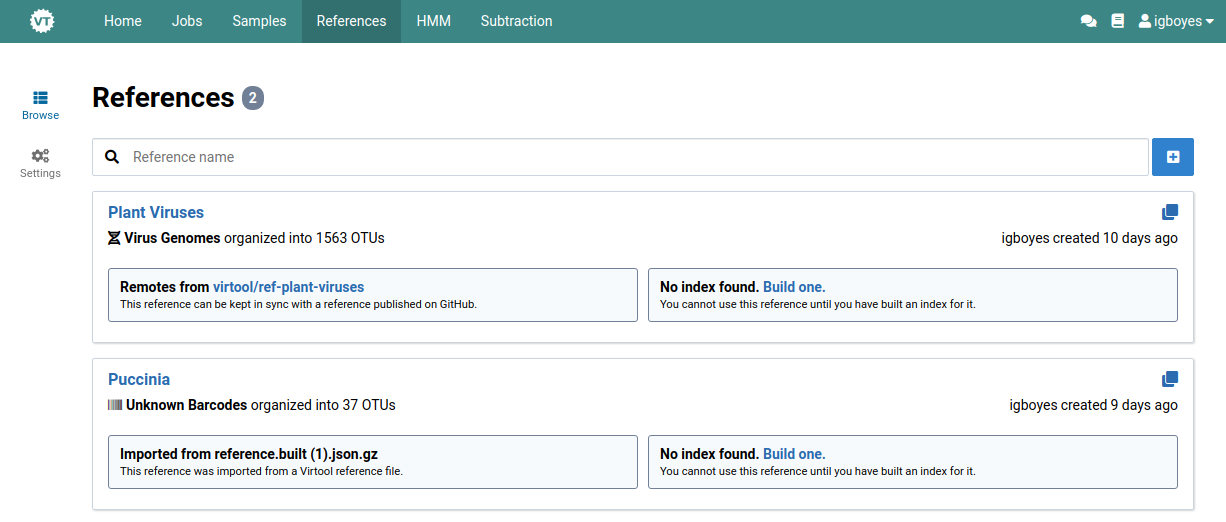 VT Home Jobs Samples References HMM Subtraction igboyes
Browse
Settings
References 2
Reference name
Plant Viruses
Virus Genomes organized into 1563 OTUs igboyes created 10 days ago
Remotes from virtool/ref-plant-viruses
This reference can be kept in sync with a reference published on GitHub.
No index found. Build one.
You cannot use this reference until you have built an index for it.
Puccinia
Unknown Barcodes organized into 37 OTUs igboyes created 9 days ago
Imported from reference.built (1).json.gz
This reference was imported from a Virtool reference file.
No index found. Build one.
You cannot use this reference until you have built an index for it.